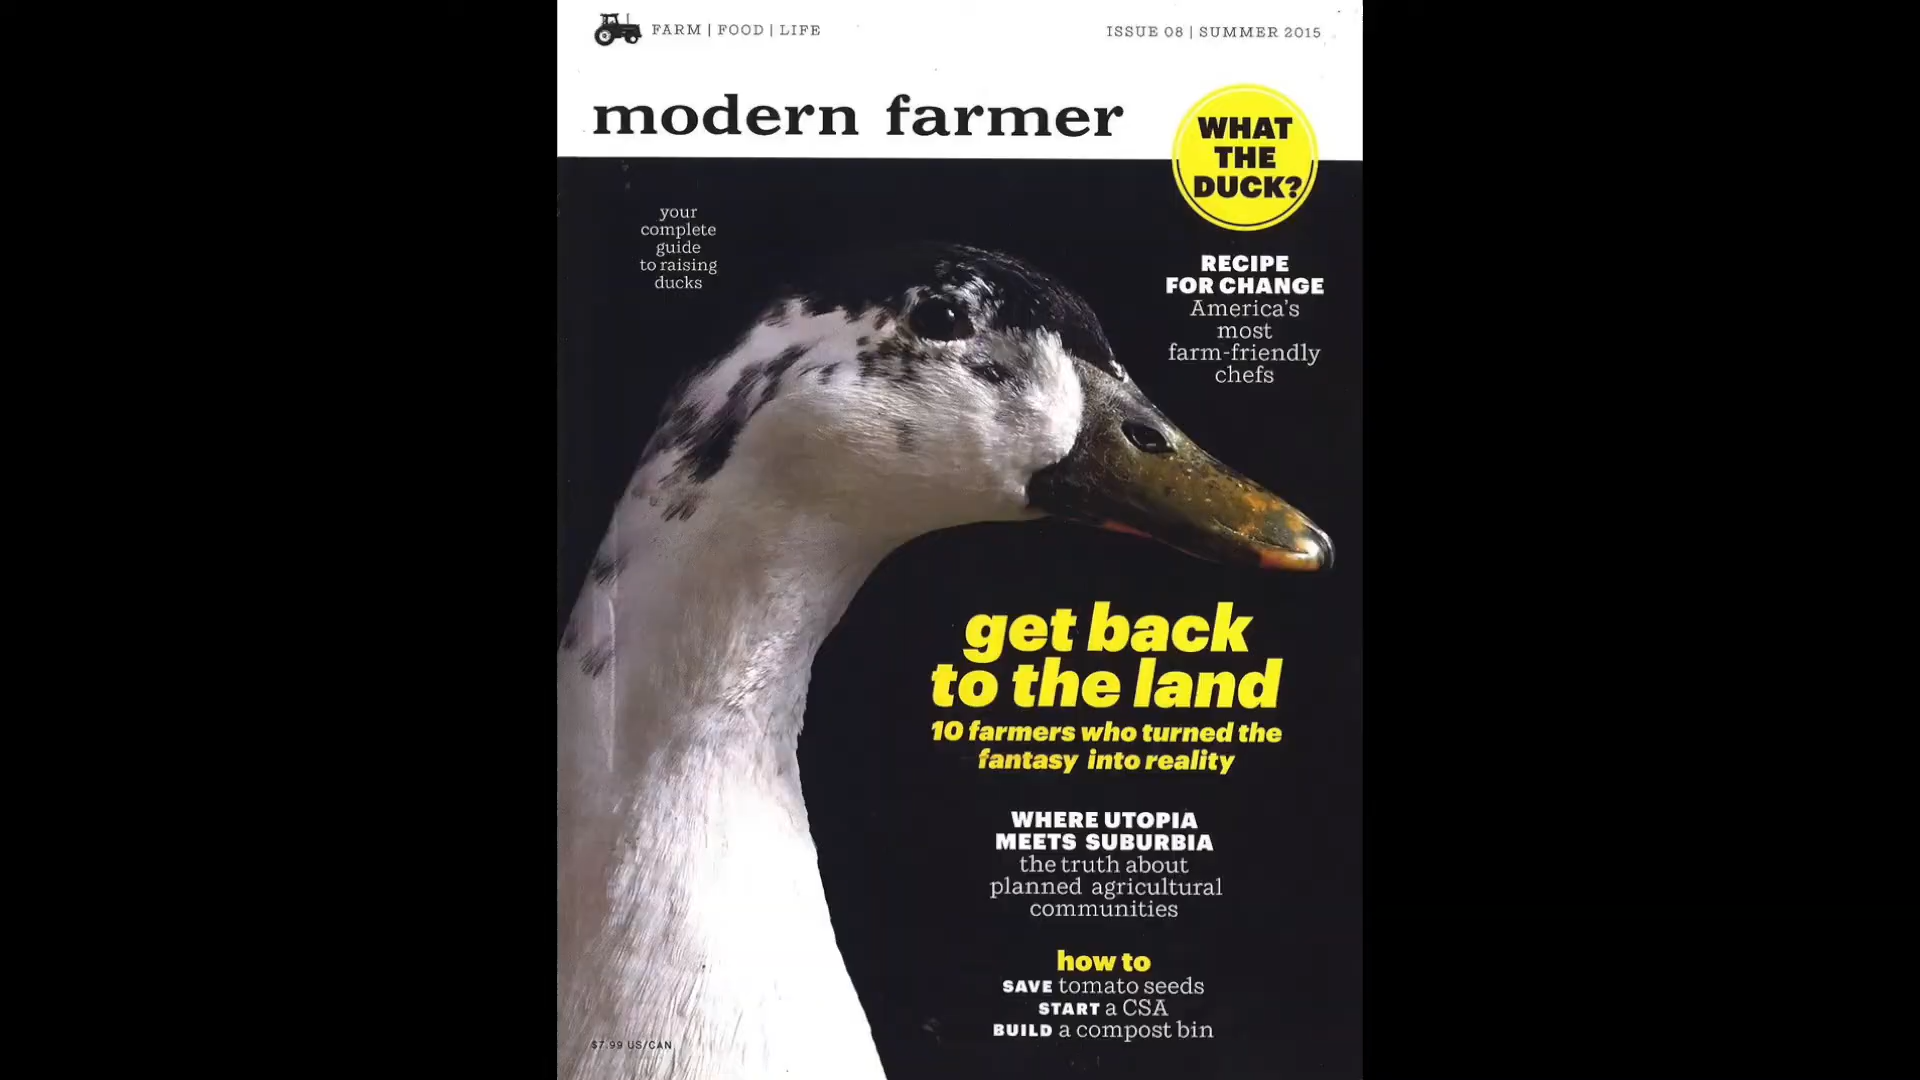 FARM | FOOD | LIFE
ISSUE 08 | SUMMER 2015
modern farmer
WHAT
THE
DUCK?
your
complete
guide
to raising
ducks
RECIPE
FOR CHANGE
America's
most
farm-friendly
chefs
get back
to the land
10 farmers who turned the
fantasy into reality
WHERE UTOPIA
MEETS SUBURBIA
the truth about
planned agricultural
communities
how to
SAVE tomato seeds
START a CSA
BUILD a compost bin
$7.99 US/CAN